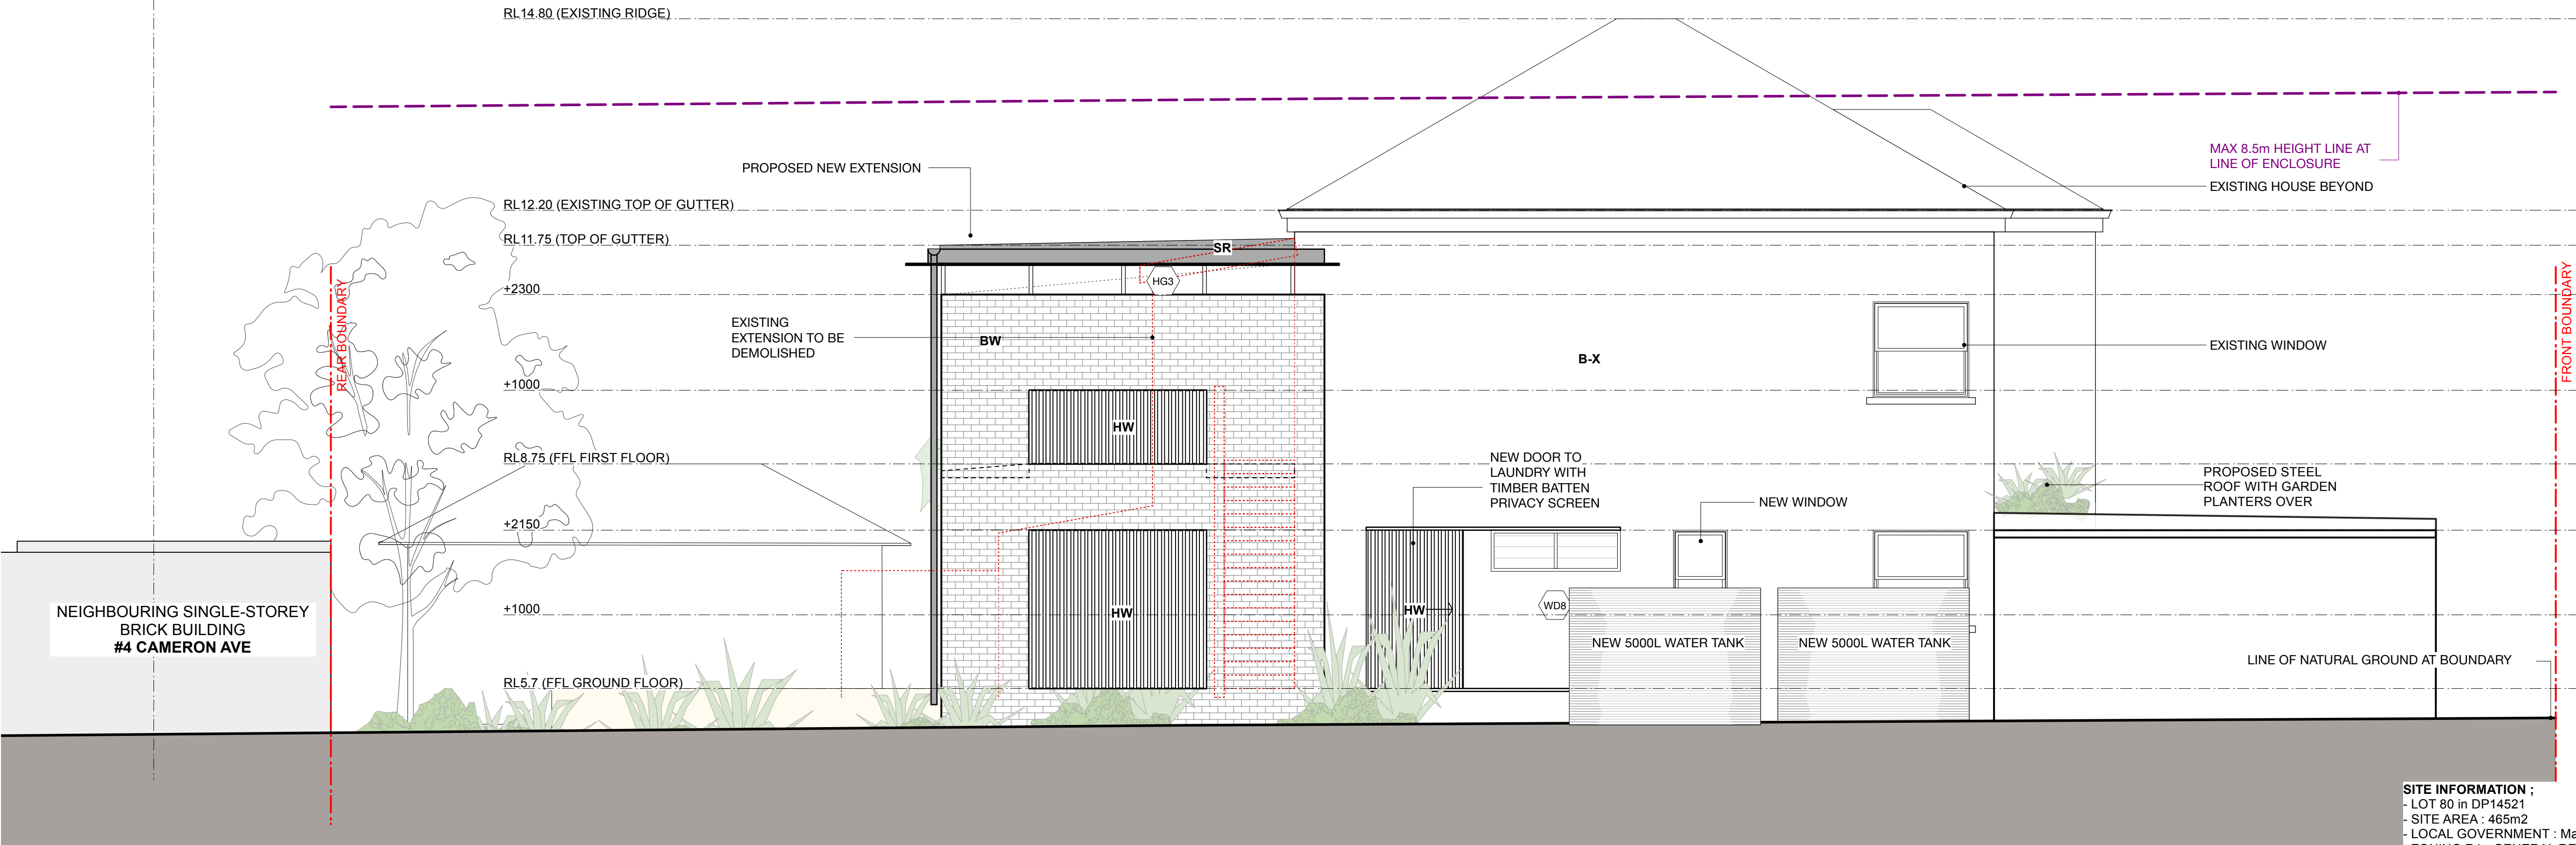 RL14.80 (EXISTING RIDGE)
MAX 8.5m HEIGHT LINE AT
LINE OF ENCLOSURE
PROPOSED NEW EXTENSION
EXISTING HOUSE BEYOND
RL12.20 (EXISTING TOP OF GUTTER)
RL11.75 (TOP OF GUTTER)
SR
HG3
+2300
REAR BOUNDARY
FRONT BOUNDARY
EXISTING
EXTENSION TO BE
DEMOLISHED
BW
B-X
EXISTING WINDOW
+1000
HW
RL8.75 (FFL FIRST FLOOR)
NEW DOOR TO
LAUNDRY WITH
TIMBER BATTEN
PRIVACY SCREEN
NEW WINDOW
PROPOSED STEEL
ROOF WITH GARDEN
PLANTERS OVER
+2150
+1000
HW
HW
WD8
NEIGHBOURING SINGLE-STOREY
BRICK BUILDING
#4 CAMERON AVE
NEW 5000L WATER TANK
NEW 5000L WATER TANK
LINE OF NATURAL GROUND AT BOUNDARY
RL5.7 (FFL GROUND FLOOR)
SITE INFORMATION ;
- LOT 80 in DP14521
- SITE AREA : 465m2
- LOCAL GOVERNMENT : Ma